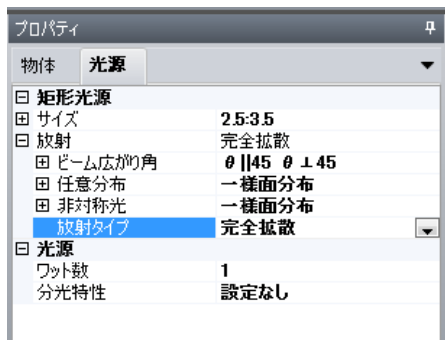 プロパティ
物体 光源
矩形光源
サイズ 2.5:3.5
放射 完全拡散
ビーム広がり角 θ||45 θ⊥45
任意分布 一様面分布
非対称光 一様面分布
放射タイプ 完全拡散
光源
ワット数 1
分光特性 設定なし